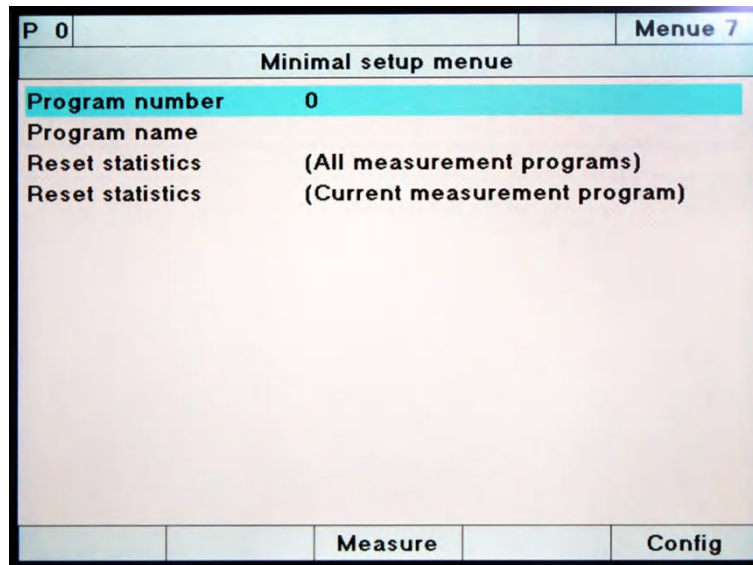 P 0 Menue 7
Minimal setup menue
Program number 0
Program name
Reset statistics (All measurement programs)
Reset statistics (Current measurement program)
Measure Config